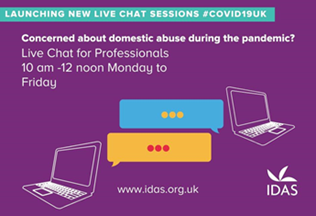 LAUNCHING NEW LIVE CHAT SESSIONS #COVID19UK
Concerned about domestic abuse during the pandemic?
Live Chat for Professionals
10 am -12 noon Monday to
Friday
www.idas.org.uk
IDAS